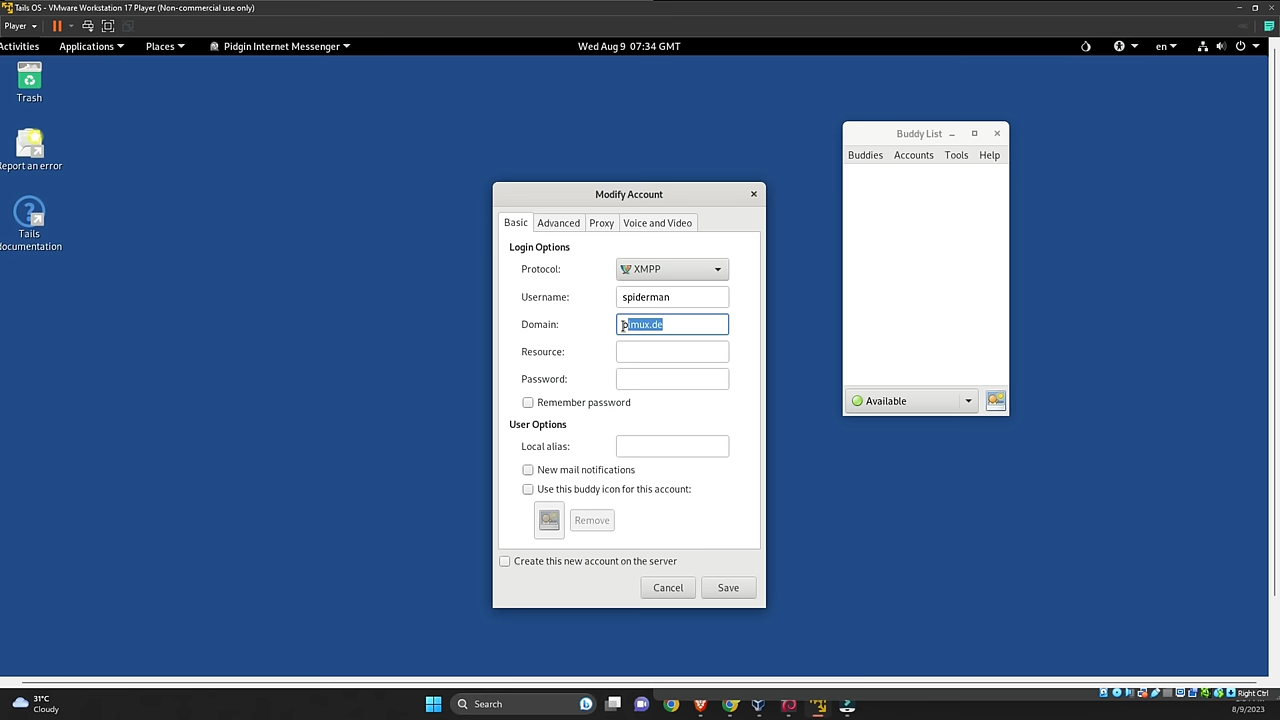 Tails OS - VMware Workstation 17 Player (Non-commercial use only)
Player
Activities
Applications
Places
Pidgin Internet Messenger
Wed Aug 9 07:34 GMT
en
Trash
Report an error
Tails
documentation
Buddy List
Buddies
Accounts
Tools
Help
Available
Modify Account
Basic
Advanced
Proxy
Voice and Video
Login Options
Protocol:
XMPP
Username:
spiderman
Domain:
pimux.de
Resource:
Password:
Remember password
User Options
Local alias:
New mail notifications
Use this buddy icon for this account:
Remove
Create this new account on the server
Cancel
Save
31°C
Cloudy
Search
Right Ctrl
8/9/2023